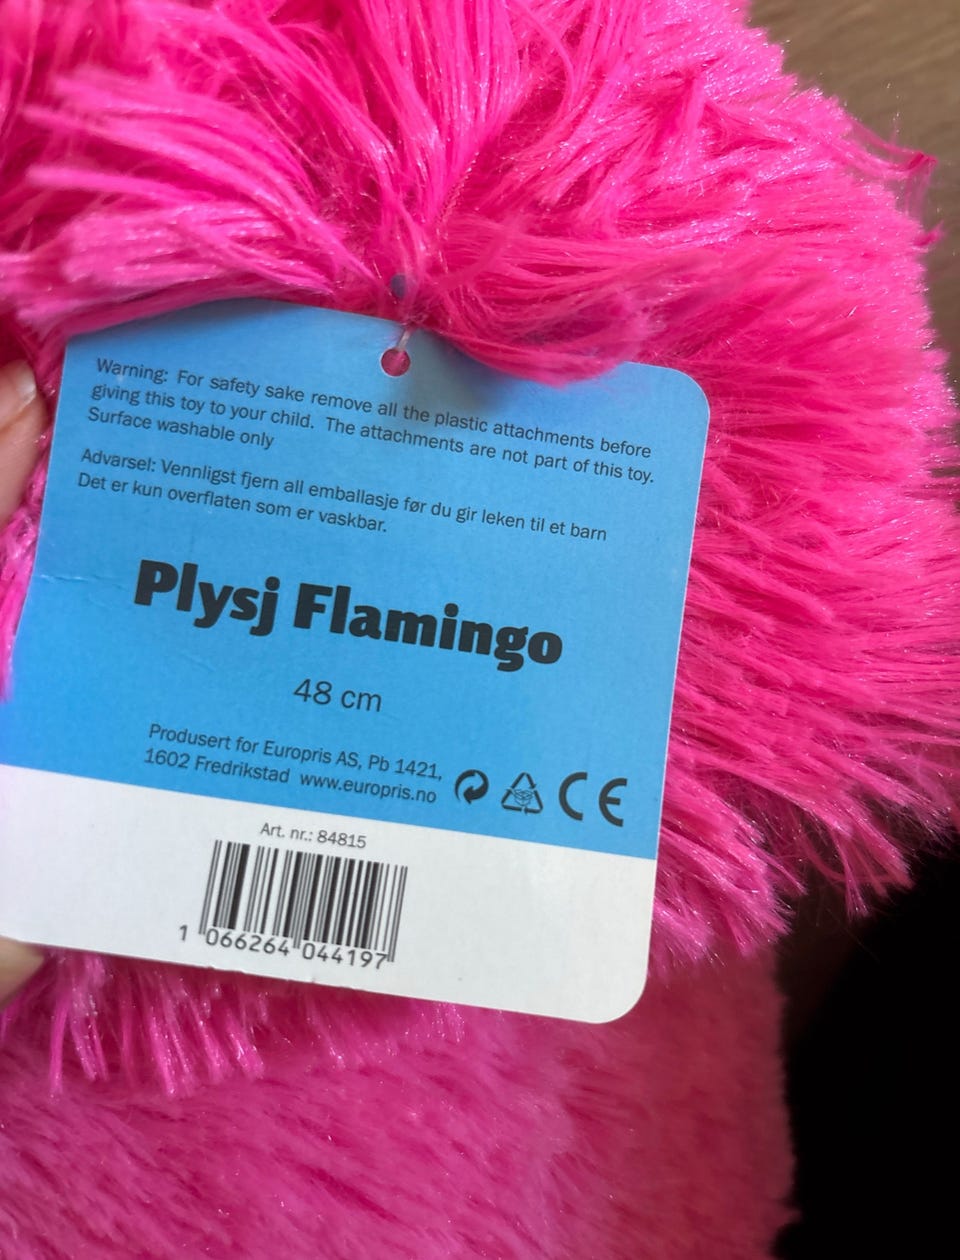 Warning: For safety sake remove all the plastic attachments before
giving this toy to your child. The attachments are not part of this toy.
Surface washable only
Advarsel: Vennligst fjern all emballasje før du gir leken til et barn
Det er kun overflaten som er vaskbar.
Plysj Flamingo
48 cm
Produsert for Europris AS, Pb 1421,
1602 Fredrikstad www.europris.no
CE
Art. nr.: 84815
1 066264 044197